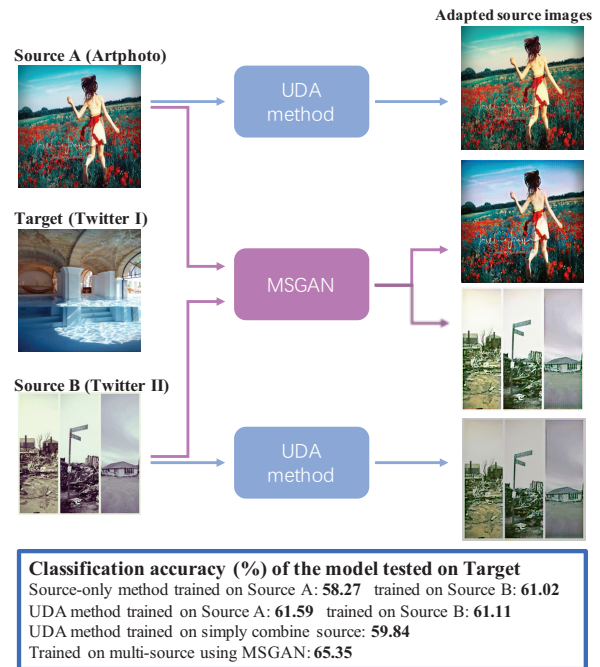 Adapted source images
Source A (Artphoto)
UDA
method
Target (Twitter I)
MSGAN
Source B (Twitter II)
UDA
method
Classification accuracy (%) of the model tested on Target
Source-only method trained on Source A: 58.27 trained on Source B: 61.02
UDA method trained on Source A: 61.59 trained on Source B: 61.11
UDA method trained on simply combine source: 59.84
Trained on multi-source using MSGAN: 65.35